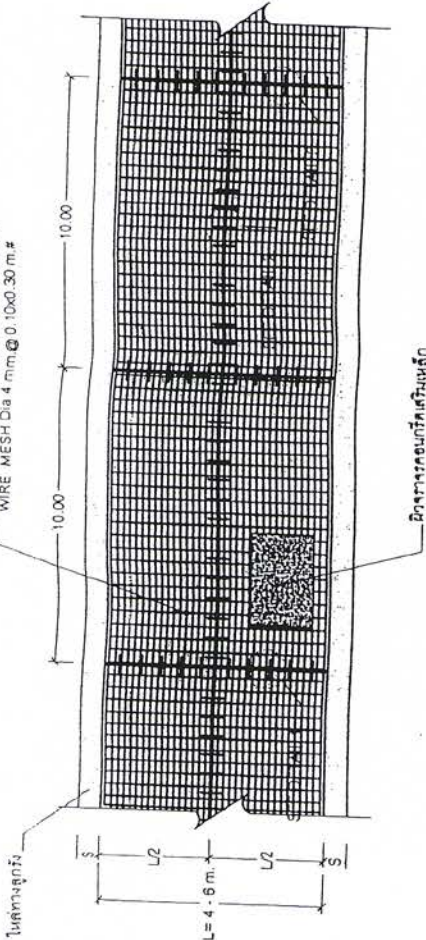 WIRE MESH Dia 4 mm.@ 0.10x0.30 m.#
10.00
10.00
ไหล่ทางลูกรัง
S
L/2
L/2
S
L = 4 - 6 m.
ผิวจราจรคอนกรีตเสริมเหล็ก